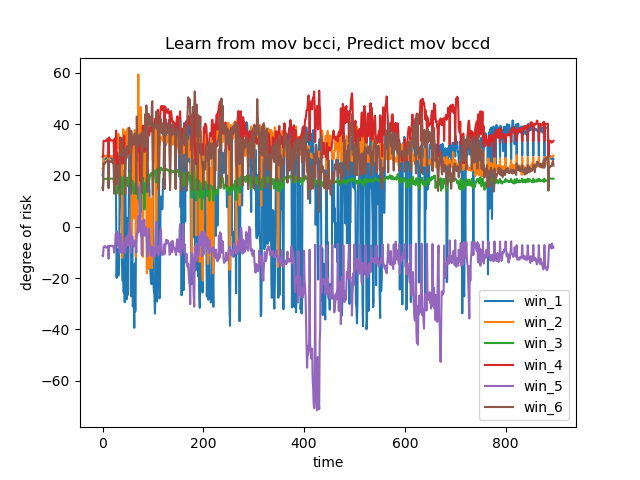 Learn from mov bcci, Predict mov bccd
degree of risk
60
40
20
0
−20
−40
−60
0
200
400
600
800
time
win_1
win_2
win_3
win_4
win_5
win_6